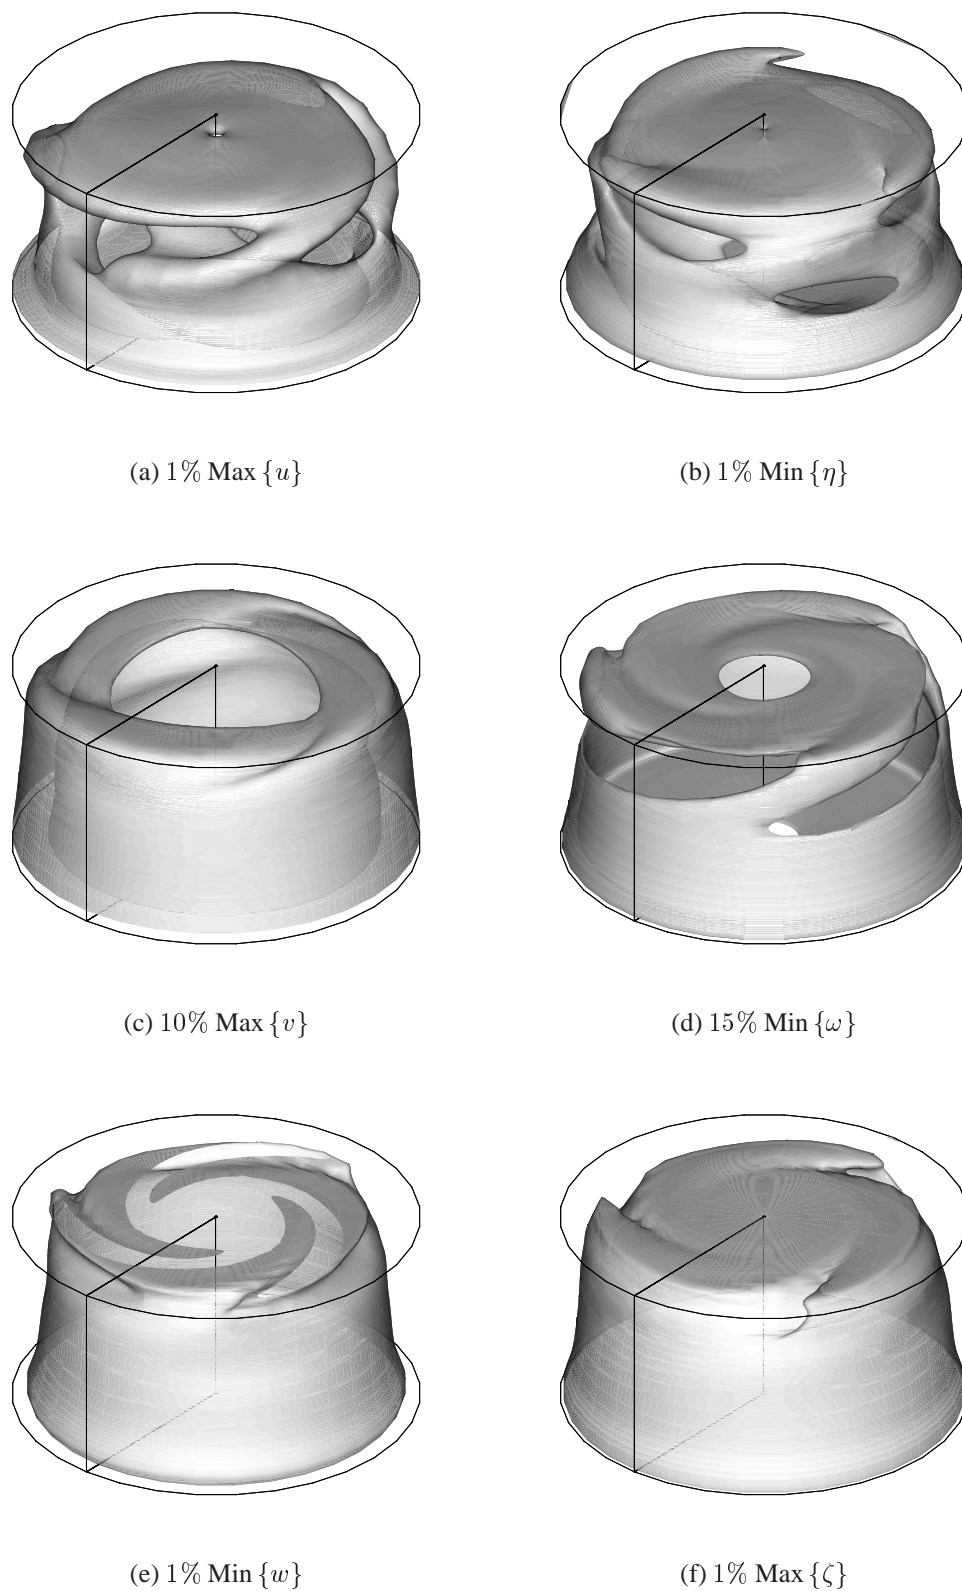 (a) 1% Max {u}
(b) 1% Min {η}
(c) 10% Max {v}
(d) 15% Min {ω}
(e) 1% Min {w}
(f) 1% Max {ζ}